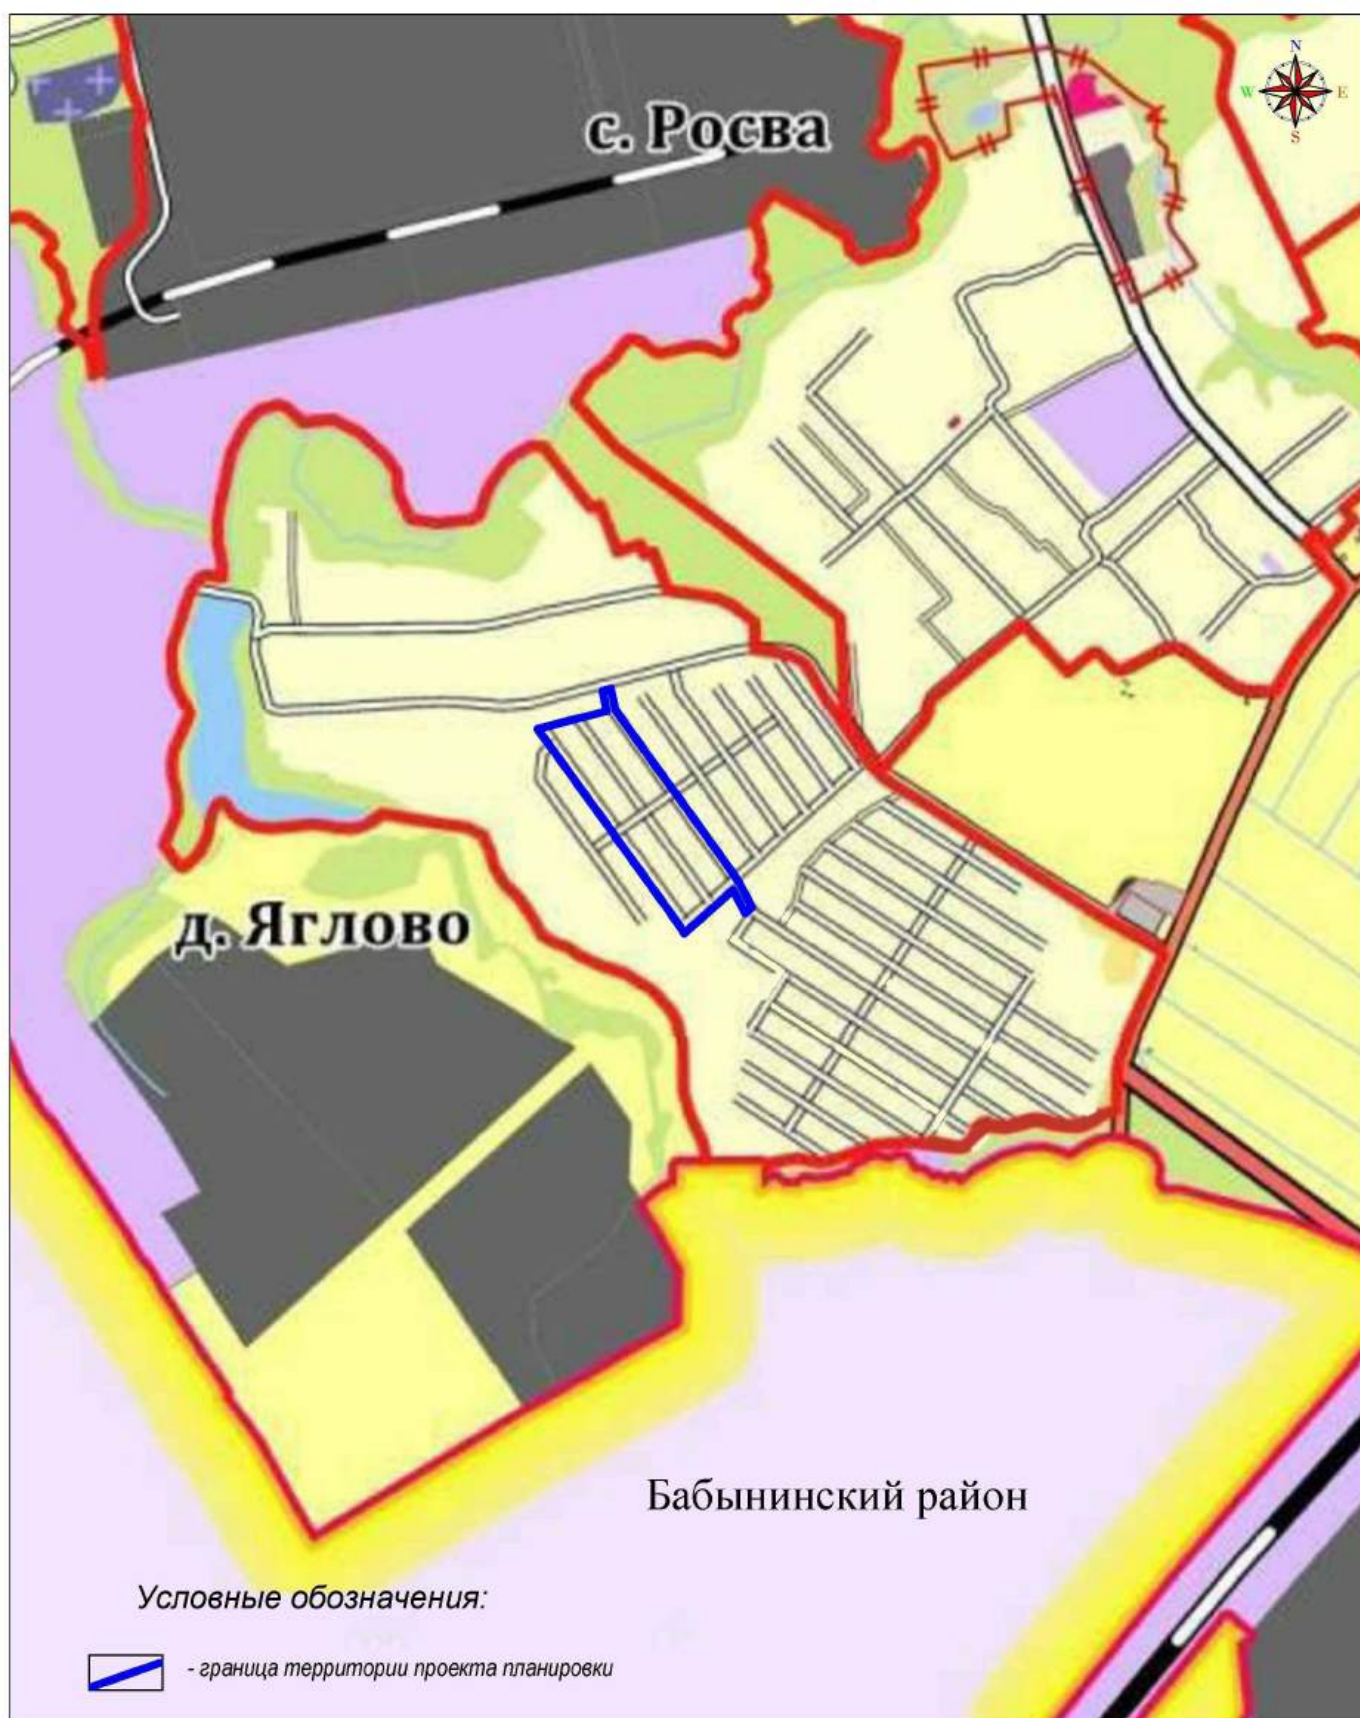 N
W E
S
с. Росва
д. Яглово
Бабынинский район
Условные обозначения:
- граница территории проекта планировки